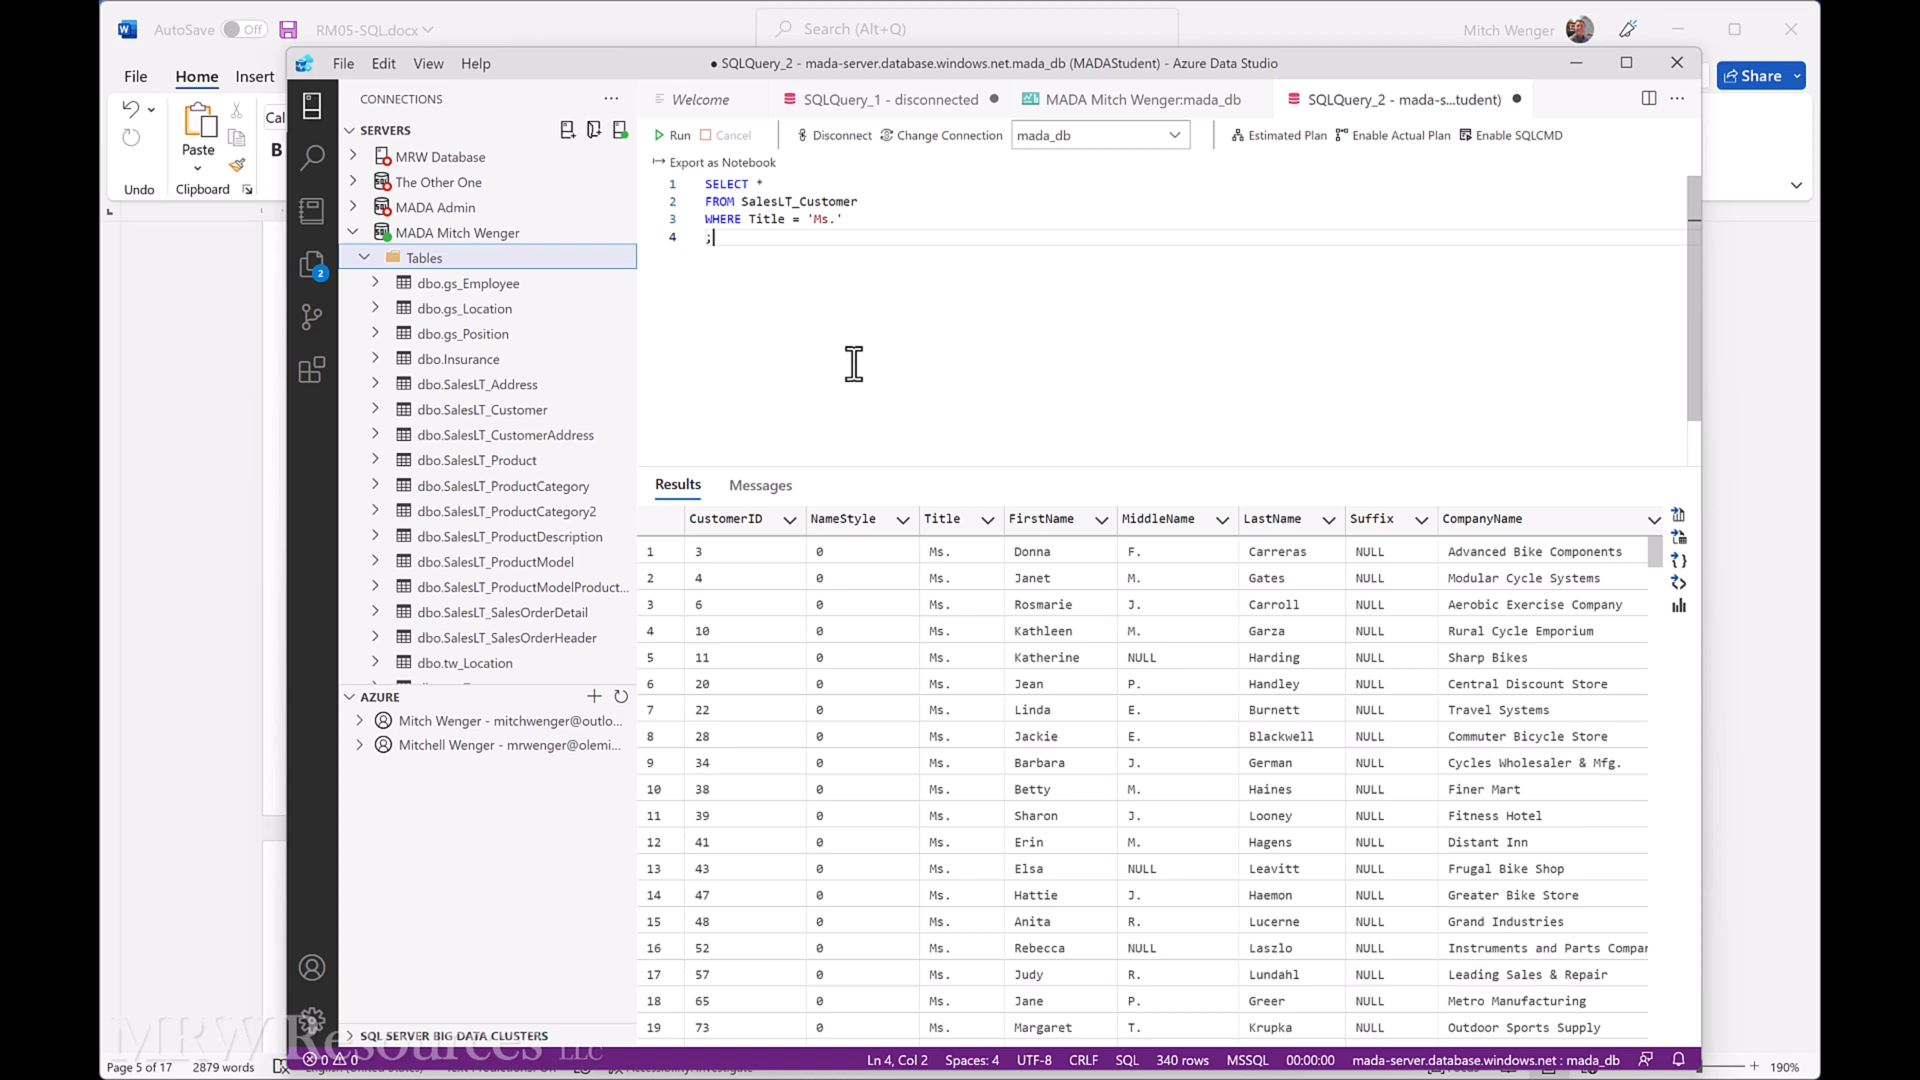 AutoSave Off RM05-SQL.docx Search (Alt+Q) Mitch Wenger
File Home Insert Share
Undo Paste Clipboard Cal B
File Edit View Help ● SQLQuery_2 - mada-server.database.windows.net.mada_db (MADAStudent) - Azure Data Studio
CONNECTIONS
SERVERS
MRW Database
The Other One
MADA Admin
MADA Mitch Wenger
Tables
dbo.gs_Employee
dbo.gs_Location
dbo.gs_Position
dbo.Insurance
dbo.SalesLT_Address
dbo.SalesLT_Customer
dbo.SalesLT_CustomerAddress
dbo.SalesLT_Product
dbo.SalesLT_ProductCategory
dbo.SalesLT_ProductCategory2
dbo.SalesLT_ProductDescription
dbo.SalesLT_ProductModel
dbo.SalesLT_ProductModelProduct...
dbo.SalesLT_SalesOrderDetail
dbo.SalesLT_SalesOrderHeader
dbo.tw_Location
AZURE
Mitch Wenger - mitchwenger@outlo...
Mitchell Wenger - mrwenger@olemi...
SQL SERVER BIG DATA CLUSTERS
2
Welcome SQLQuery_1 - disconnected MADA Mitch Wenger:mada_db SQLQuery_2 - mada-s...tudent)
Run Cancel Disconnect Change Connection mada_db Estimated Plan Enable Actual Plan Enable SQLCMD
Export as Notebook
1 SELECT *
2 FROM SalesLT_Customer
3 WHERE Title = 'Ms.'
4 ;
Results Messages
CustomerID NameStyle Title FirstName MiddleName LastName Suffix CompanyName
1 3 0 Ms. Donna F. Carreras NULL Advanced Bike Components
2 4 0 Ms. Janet M. Gates NULL Modular Cycle Systems
3 6 0 Ms. Rosmarie J. Carroll NULL Aerobic Exercise Company
4 10 0 Ms. Kathleen M. Garza NULL Rural Cycle Emporium
5 11 0 Ms. Katherine NULL Harding NULL Sharp Bikes
6 20 0 Ms. Jean P. Handley NULL Central Discount Store
7 22 0 Ms. Linda E. Burnett NULL Travel Systems
8 28 0 Ms. Jackie E. Blackwell NULL Commuter Bicycle Store
9 34 0 Ms. Barbara J. German NULL Cycles Wholesaler & Mfg.
10 38 0 Ms. Betty M. Haines NULL Finer Mart
11 39 0 Ms. Sharon J. Looney NULL Fitness Hotel
12 41 0 Ms. Erin M. Hagens NULL Distant Inn
13 43 0 Ms. Elsa NULL Leavitt NULL Frugal Bike Shop
14 47 0 Ms. Hattie J. Haemon NULL Greater Bike Store
15 48 0 Ms. Anita R. Lucerne NULL Grand Industries
16 52 0 Ms. Rebecca NULL Laszlo NULL Instruments and Parts Compar
17 57 0 Ms. Judy R. Lundahl NULL Leading Sales & Repair
18 65 0 Ms. Jane P. Greer NULL Metro Manufacturing
19 73 0 Ms. Margaret T. Krupka NULL Outdoor Sports Supply
MRW Resources LLC
0 0 Ln 4, Col 2 Spaces: 4 UTF-8 CRLF SQL 340 rows MSSQL 00:00:00 mada-server.database.windows.net : mada_db
Page 5 of 17 2879 words 190%